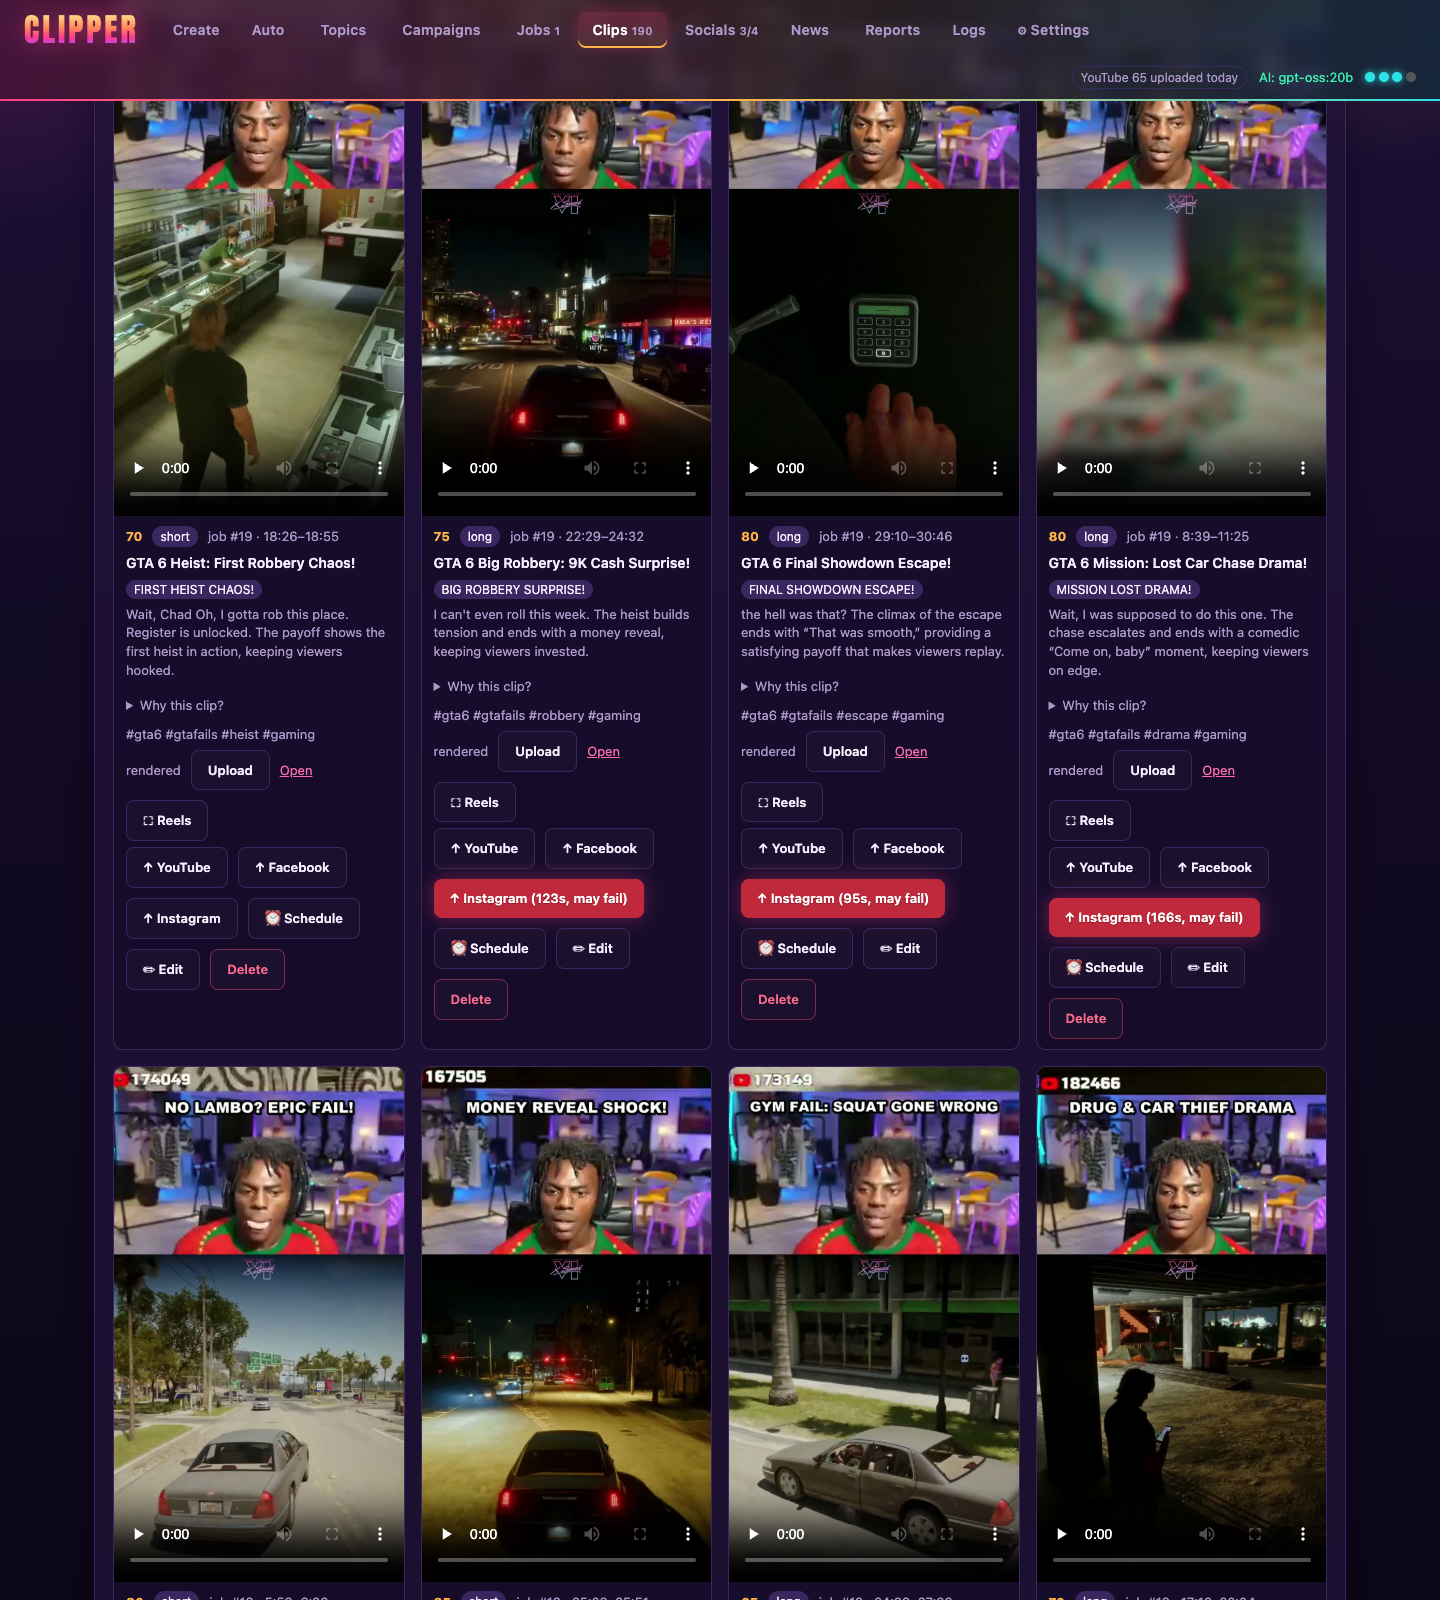 CLIPPER
Create
Auto
Topics
Campaigns
Jobs 1
Clips 190
Socials 3/4
News
Reports
Logs
⚙ Settings
YouTube 65 uploaded today
AI: gpt-oss:20b
0:00
70 short job #19 · 18:26–18:55
GTA 6 Heist: First Robbery Chaos!
FIRST HEIST CHAOS!
Wait, Chad Oh, I gotta rob this place.
Register is unlocked. The payoff shows the
first heist in action, keeping viewers
hooked.
▶ Why this clip?
#gta6 #gtafails #heist #gaming
rendered Upload Open
⛶ Reels
↑ YouTube ↑ Facebook
↑ Instagram ⏰ Schedule
✏ Edit Delete
0:00
75 long job #19 · 22:29–24:32
GTA 6 Big Robbery: 9K Cash Surprise!
BIG ROBBERY SURPRISE!
I can't even roll this week. The heist builds
tension and ends with a money reveal,
keeping viewers invested.
▶ Why this clip?
#gta6 #gtafails #robbery #gaming
rendered Upload Open
⛶ Reels
↑ YouTube ↑ Facebook
↑ Instagram (123s, may fail)
⏰ Schedule ✏ Edit
Delete
0:00
80 long job #19 · 29:10–30:46
GTA 6 Final Showdown Escape!
FINAL SHOWDOWN ESCAPE!
the hell was that? The climax of the escape
ends with “That was smooth,” providing a
satisfying payoff that makes viewers replay.
▶ Why this clip?
#gta6 #gtafails #escape #gaming
rendered Upload Open
⛶ Reels
↑ YouTube ↑ Facebook
↑ Instagram (95s, may fail)
⏰ Schedule ✏ Edit
Delete
0:00
80 long job #19 · 8:39–11:25
GTA 6 Mission: Lost Car Chase Drama!
MISSION LOST DRAMA!
Wait, I was supposed to do this one. The
chase escalates and ends with a comedic
“Come on, baby” moment, keeping viewers
on edge.
▶ Why this clip?
#gta6 #gtafails #drama #gaming
rendered Upload Open
⛶ Reels
↑ YouTube ↑ Facebook
↑ Instagram (166s, may fail)
⏰ Schedule ✏ Edit
Delete
174049
NO LAMBO? EPIC FAIL!
0:00
167505
MONEY REVEAL SHOCK!
0:00
173149
GYM FAIL: SQUAT GONE WRONG
0:00
182466
DRUG & CAR THIEF DRAMA
0:00